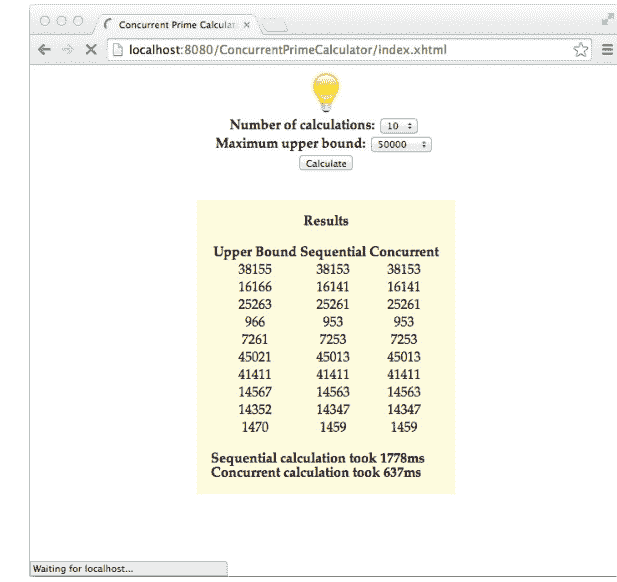 Concurrent Prime Calculat
localhost:8080/ConcurrentPrimeCalculator/index.xhtml
Number of calculations: 10
Maximum upper bound: 50000
Calculate
Results
Upper Bound Sequential Concurrent
38155 38153 38153
16166 16141 16141
25263 25261 25261
966 953 953
7261 7253 7253
45021 45013 45013
41411 41411 41411
14567 14563 14563
14352 14347 14347
1470 1459 1459
Sequential calculation took 1778ms
Concurrent calculation took 637ms
Waiting for localhost...